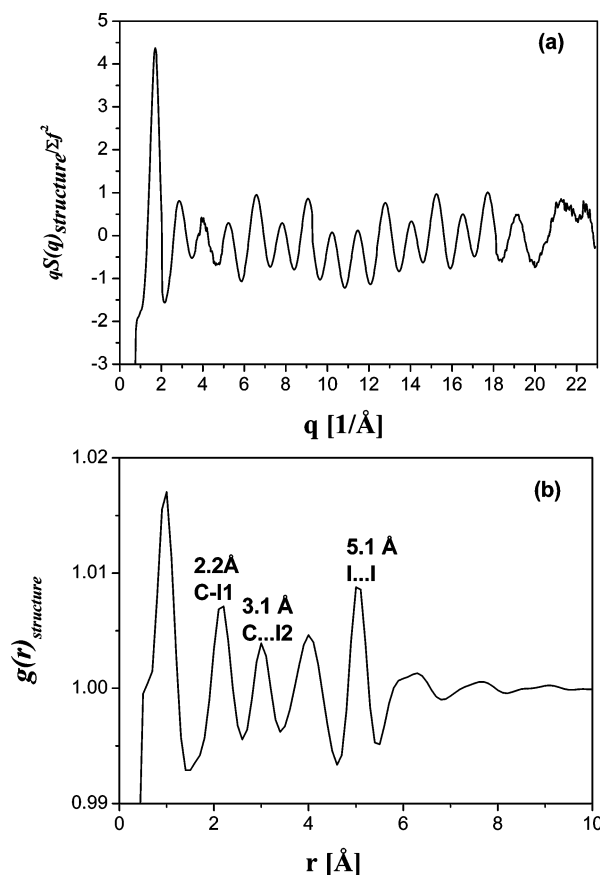 (a)
qS(q)structure/Σf²
5
4
3
2
1
0
-1
-2
-3
0 2 4 6 8 10 12 14 16 18 20 22
q [1/Å]
(b)
g(r)structure
1.02
1.01
1.00
0.99
2.2Å
C-I1
3.1 Å
C...I2
5.1 Å
I...I
0 2 4 6 8 10
r [Å]